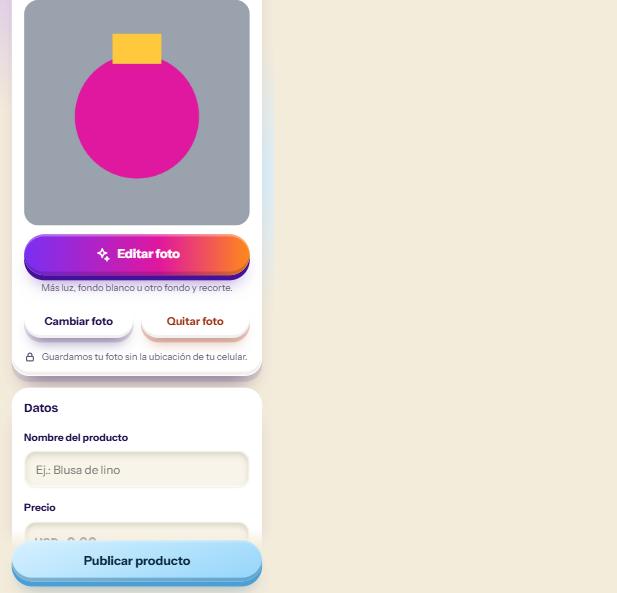 Editar foto
Más luz, fondo blanco u otro fondo y recorte.
Cambiar foto
Quitar foto
Guardamos tu foto sin la ubicación de tu celular.
Datos
Nombre del producto
Ej.: Blusa de lino
Precio
Publicar producto